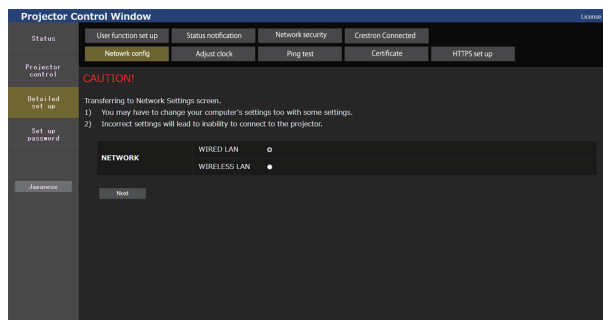 Projector Control Window
License
Status
Projector
control
Detailed
set up
Set up
password
Japanese
User function set up
Status notification
Network security
Crestron Connected
Netowrk config
Adjust clock
Ping test
Certificate
HTTPS set up
CAUTION!
Transferring to Network Settings screen.
1) You may have to change your computer's settings too with some settings.
2) Incorrect settings will lead to inability to connect to the projector.
NETWORK
WIRED LAN
WIRELESS LAN
Next